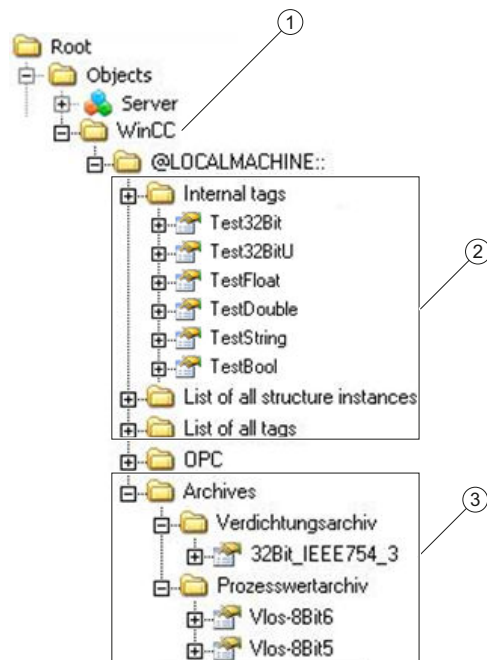 1
Root
Objects
Server
WinCC
@LOCALMACHINE::
Internal tags
Test32Bit
Test32BitU
2
TestFloat
TestDouble
TestString
TestBool
List of all structure instances
List of all tags
OPC
Archives
3
Verdichtungsarchiv
32Bit_IEEE754_3
Prozesswertarchiv
Vlos-8Bit6
Vlos-8Bit5